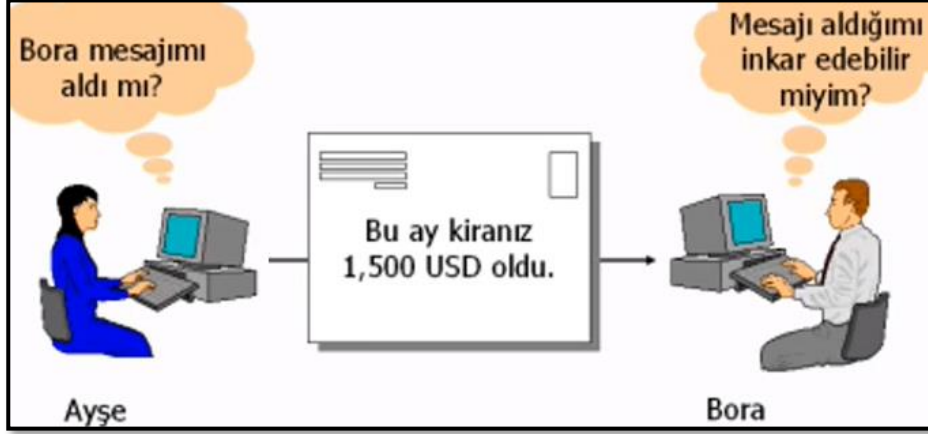 Bora mesajımı
aldı mı?
Mesajı aldığımı
inkar edebilir
miyim?
Bu ay kiranız
1,500 USD oldu.
Ayşe
Bora